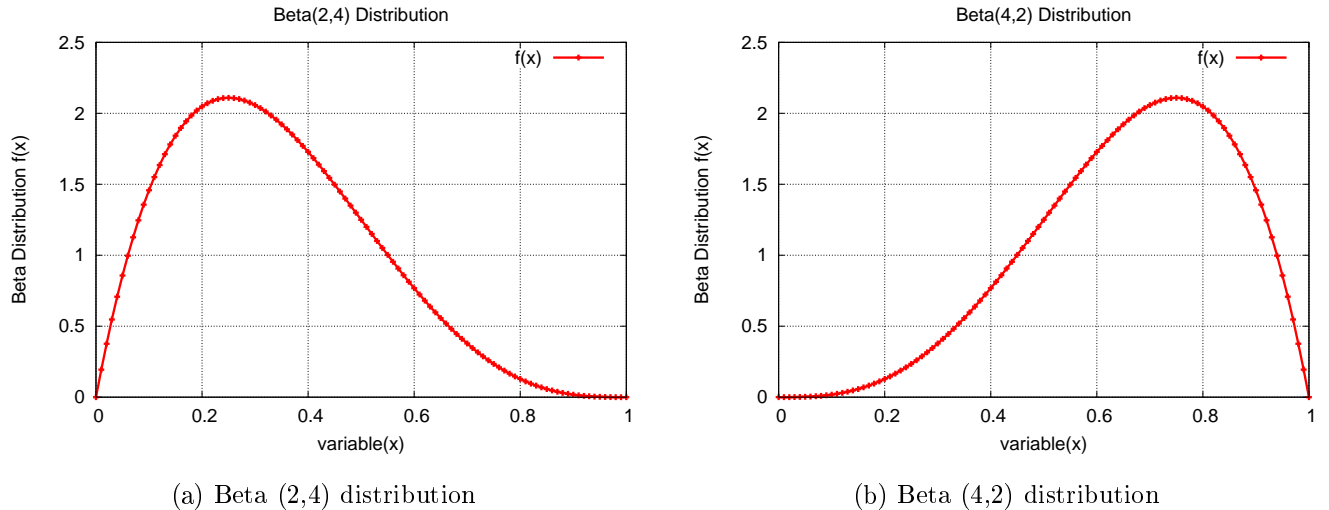 Beta(2,4) Distribution
2.5
2
1.5
1
0.5
0
0
0.2
0.4
0.6
0.8
1
Beta Distribution f(x)
variable(x)
f(x)
(a) Beta (2,4) distribution
Beta(4,2) Distribution
2.5
2
1.5
1
0.5
0
0
0.2
0.4
0.6
0.8
1
Beta Distribution f(x)
variable(x)
f(x)
(b) Beta (4,2) distribution